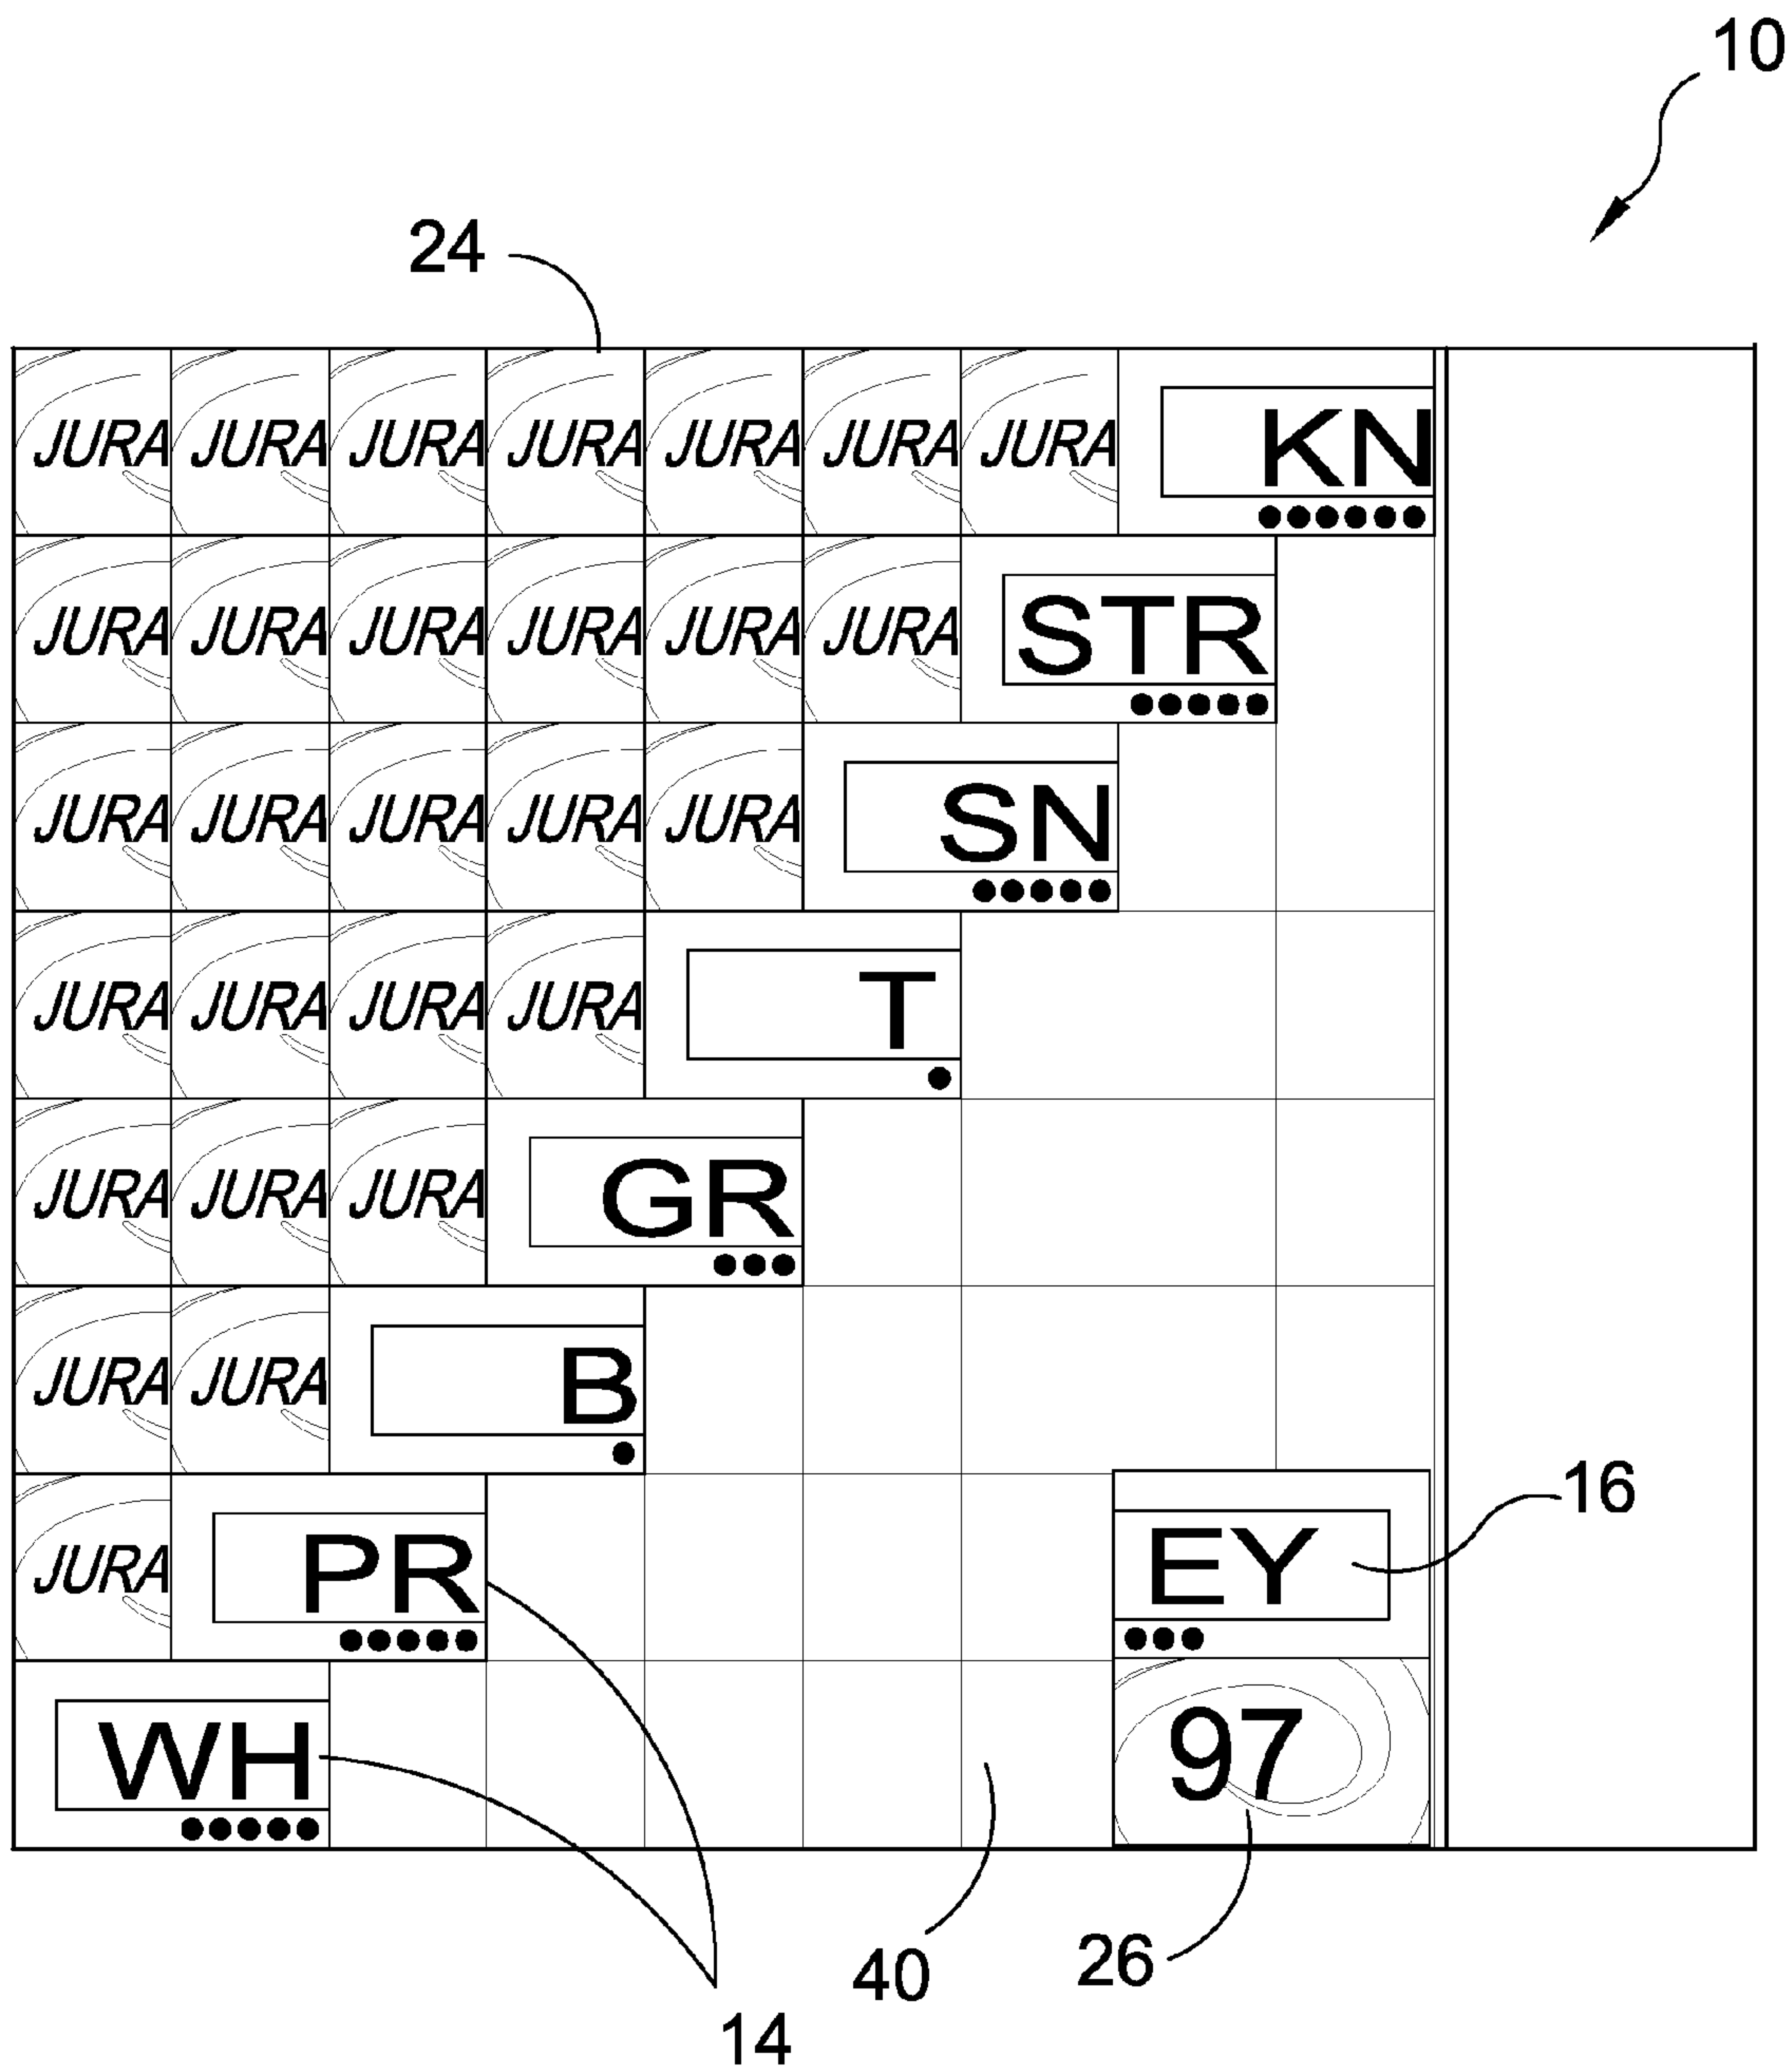 10
24
JURA JURA JURA JURA JURA JURA JURA KN
JURA JURA JURA JURA JURA JURA STR
JURA JURA JURA JURA JURA SN
JURA JURA JURA JURA T
JURA JURA JURA GR
JURA JURA B
JURA PR EY 16
WH 97
40 26
14